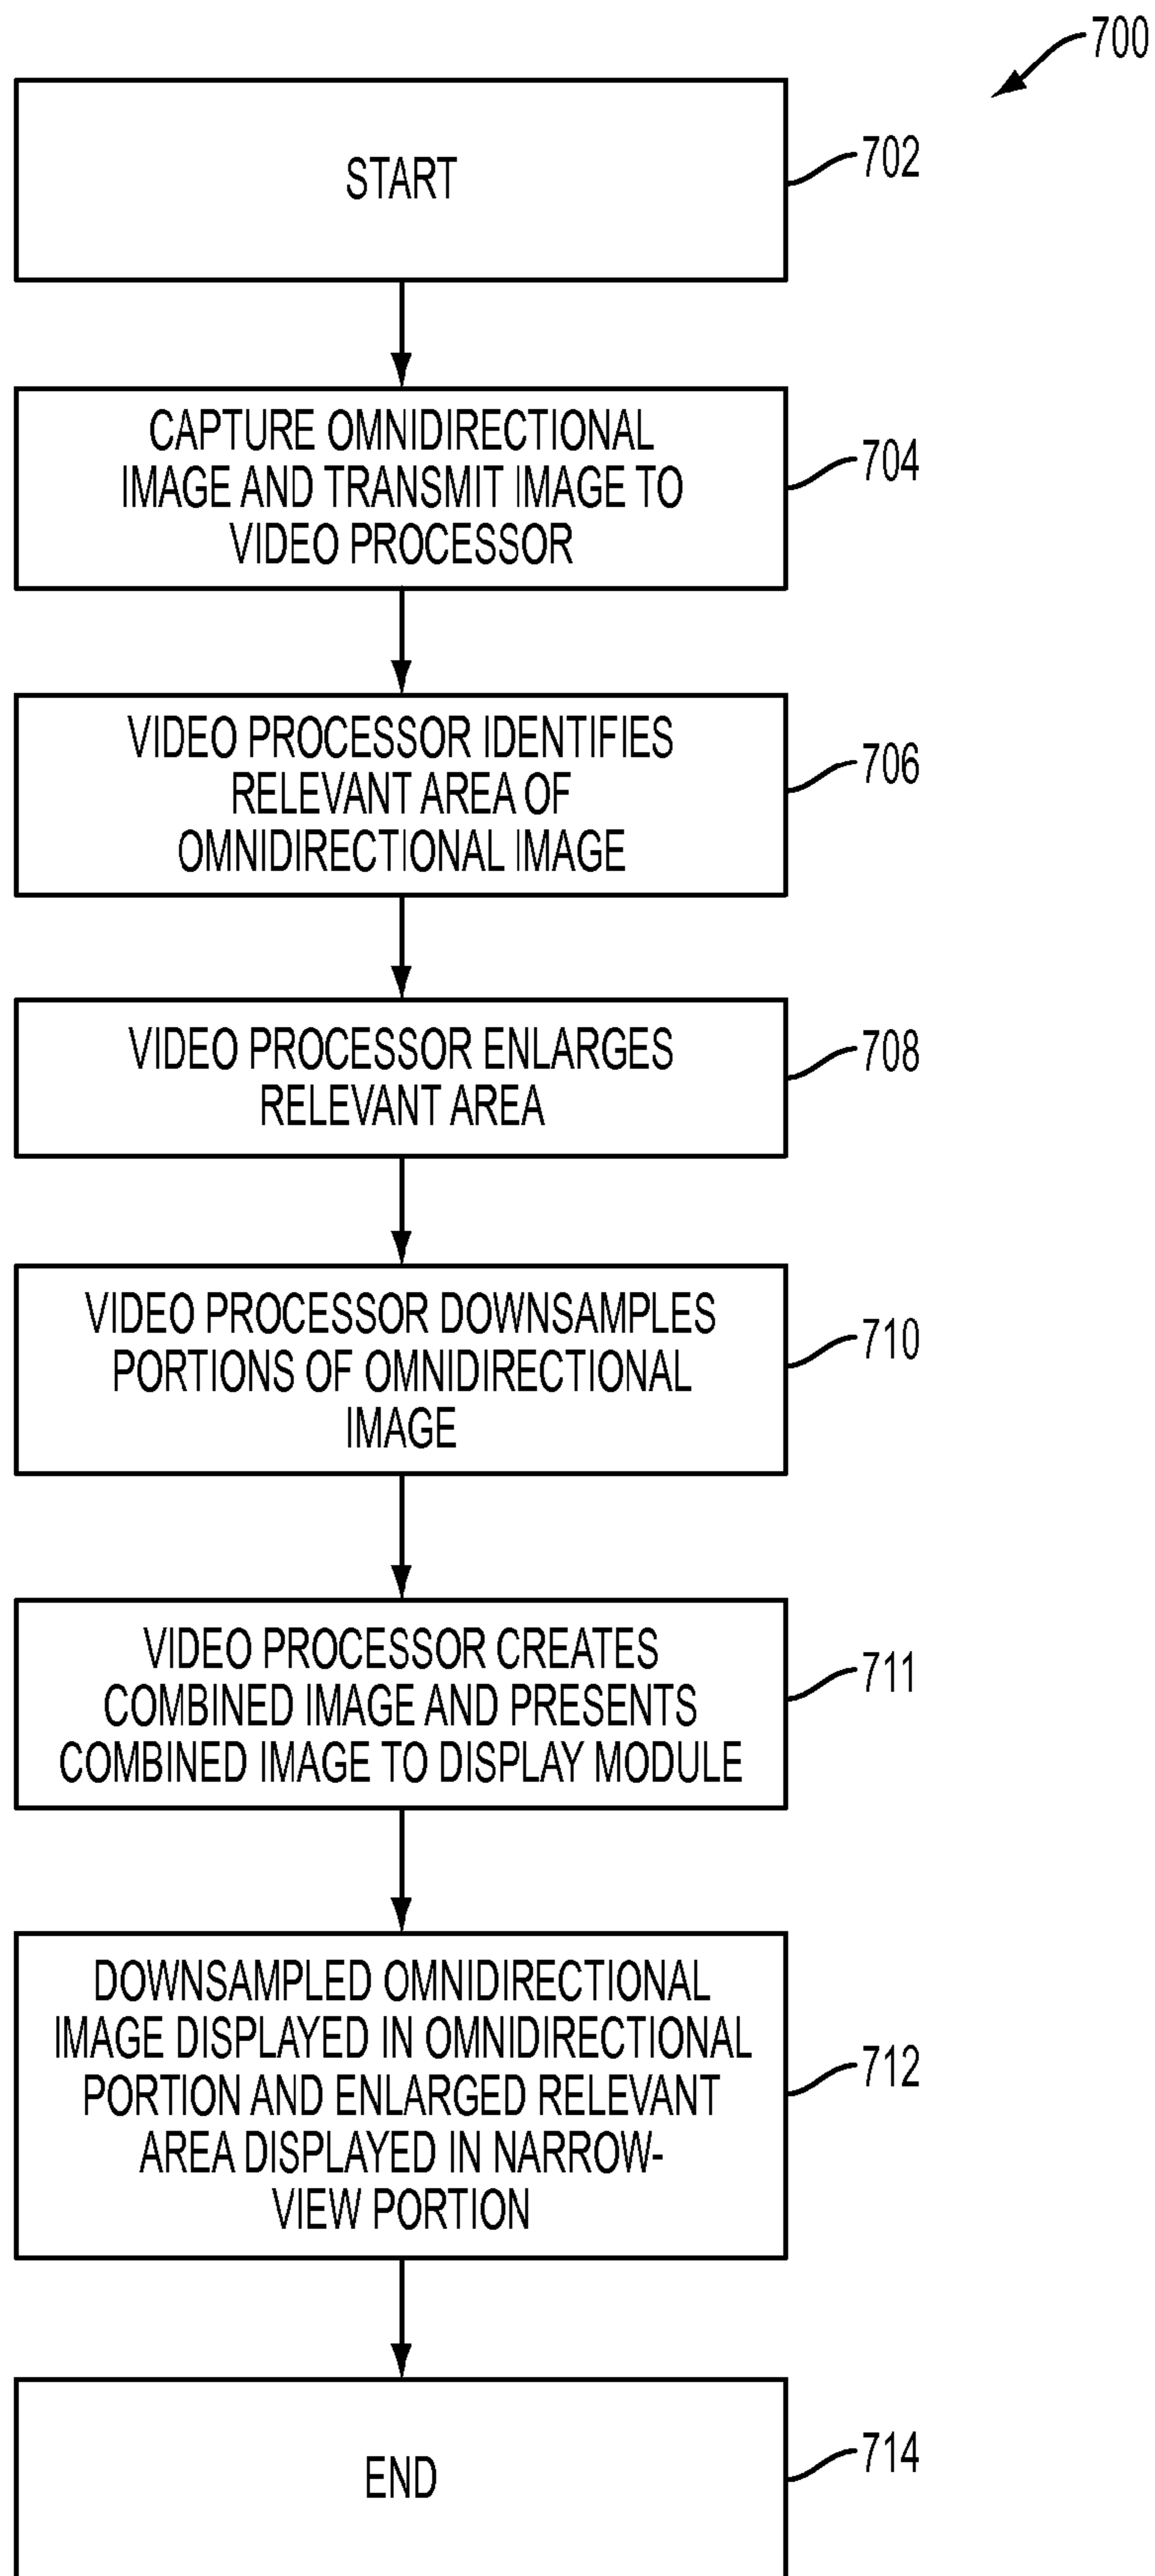 700
START
702
CAPTURE OMNIDIRECTIONAL
IMAGE AND TRANSMIT IMAGE TO
VIDEO PROCESSOR
704
VIDEO PROCESSOR IDENTIFIES
RELEVANT AREA OF
OMNIDIRECTIONAL IMAGE
706
VIDEO PROCESSOR ENLARGES
RELEVANT AREA
708
VIDEO PROCESSOR DOWNSAMPLES
PORTIONS OF OMNIDIRECTIONAL
IMAGE
710
VIDEO PROCESSOR CREATES
COMBINED IMAGE AND PRESENTS
COMBINED IMAGE TO DISPLAY MODULE
711
DOWNSAMPLED OMNIDIRECTIONAL
IMAGE DISPLAYED IN OMNIDIRECTIONAL
PORTION AND ENLARGED RELEVANT
AREA DISPLAYED IN NARROW-
VIEW PORTION
712
END
714